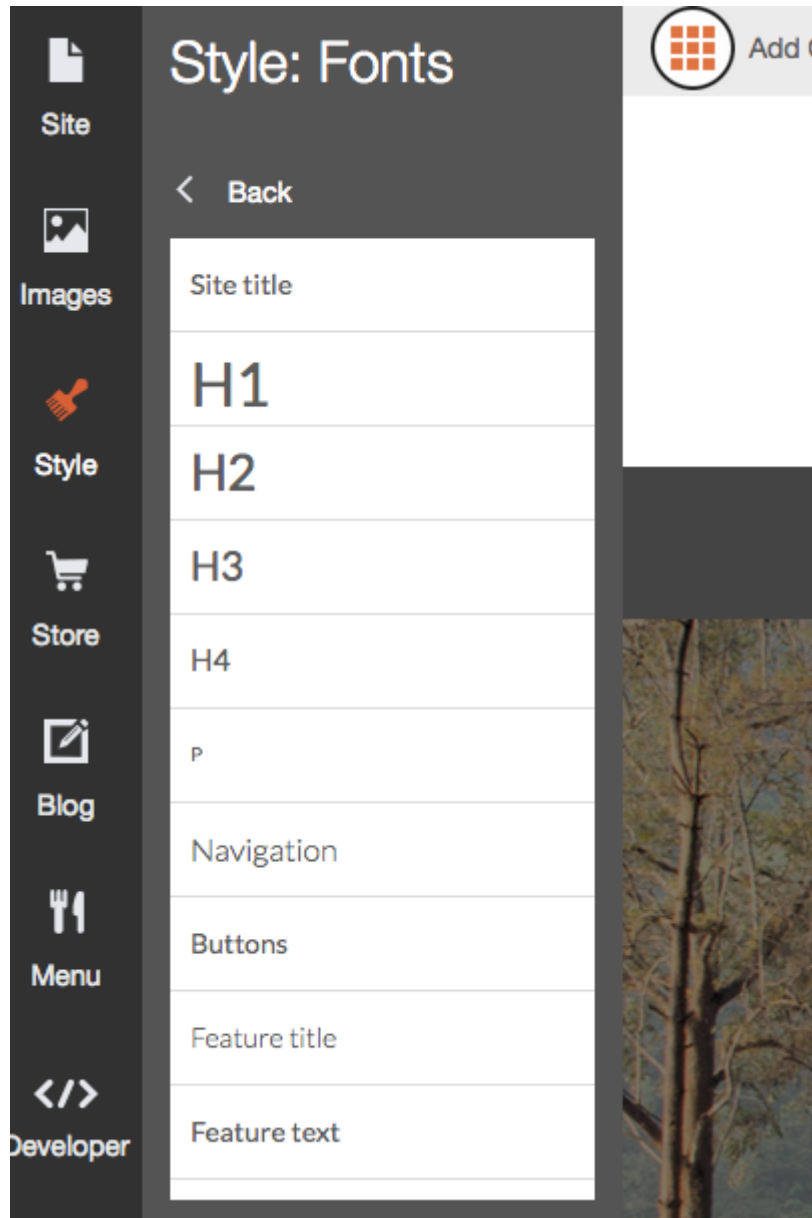 Site
Images
Style
Store
Blog
Menu
</>
Developer
Style: Fonts
< Back
Site title
H1
H2
H3
H4
P
Navigation
Buttons
Feature title
Feature text
Add